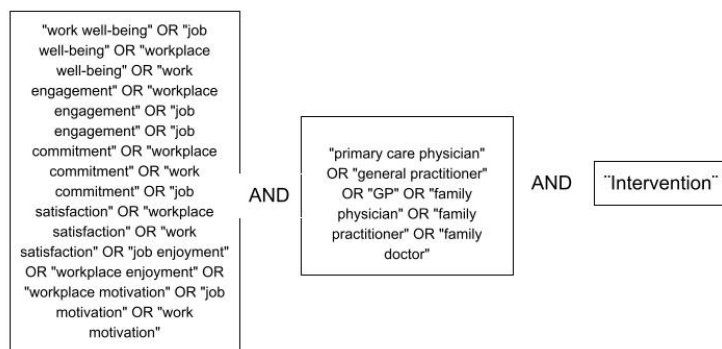 "work well-being" OR "job
well-being" OR "workplace
well-being" OR "work
engagement" OR "workplace
engagement" OR "job
engagement" OR "job
commitment" OR "workplace
commitment" OR "work
commitment" OR "job
satisfaction" OR "workplace
satisfaction" OR "work
satisfaction" OR "job enjoyment"
OR "workplace enjoyment" OR
"workplace motivation" OR "job
motivation" OR "work
motivation"
AND
"primary care physician"
OR "general practitioner"
OR "GP" OR "family
physician" OR "family
practitioner" OR "family
doctor"
AND
¨Intervention¨